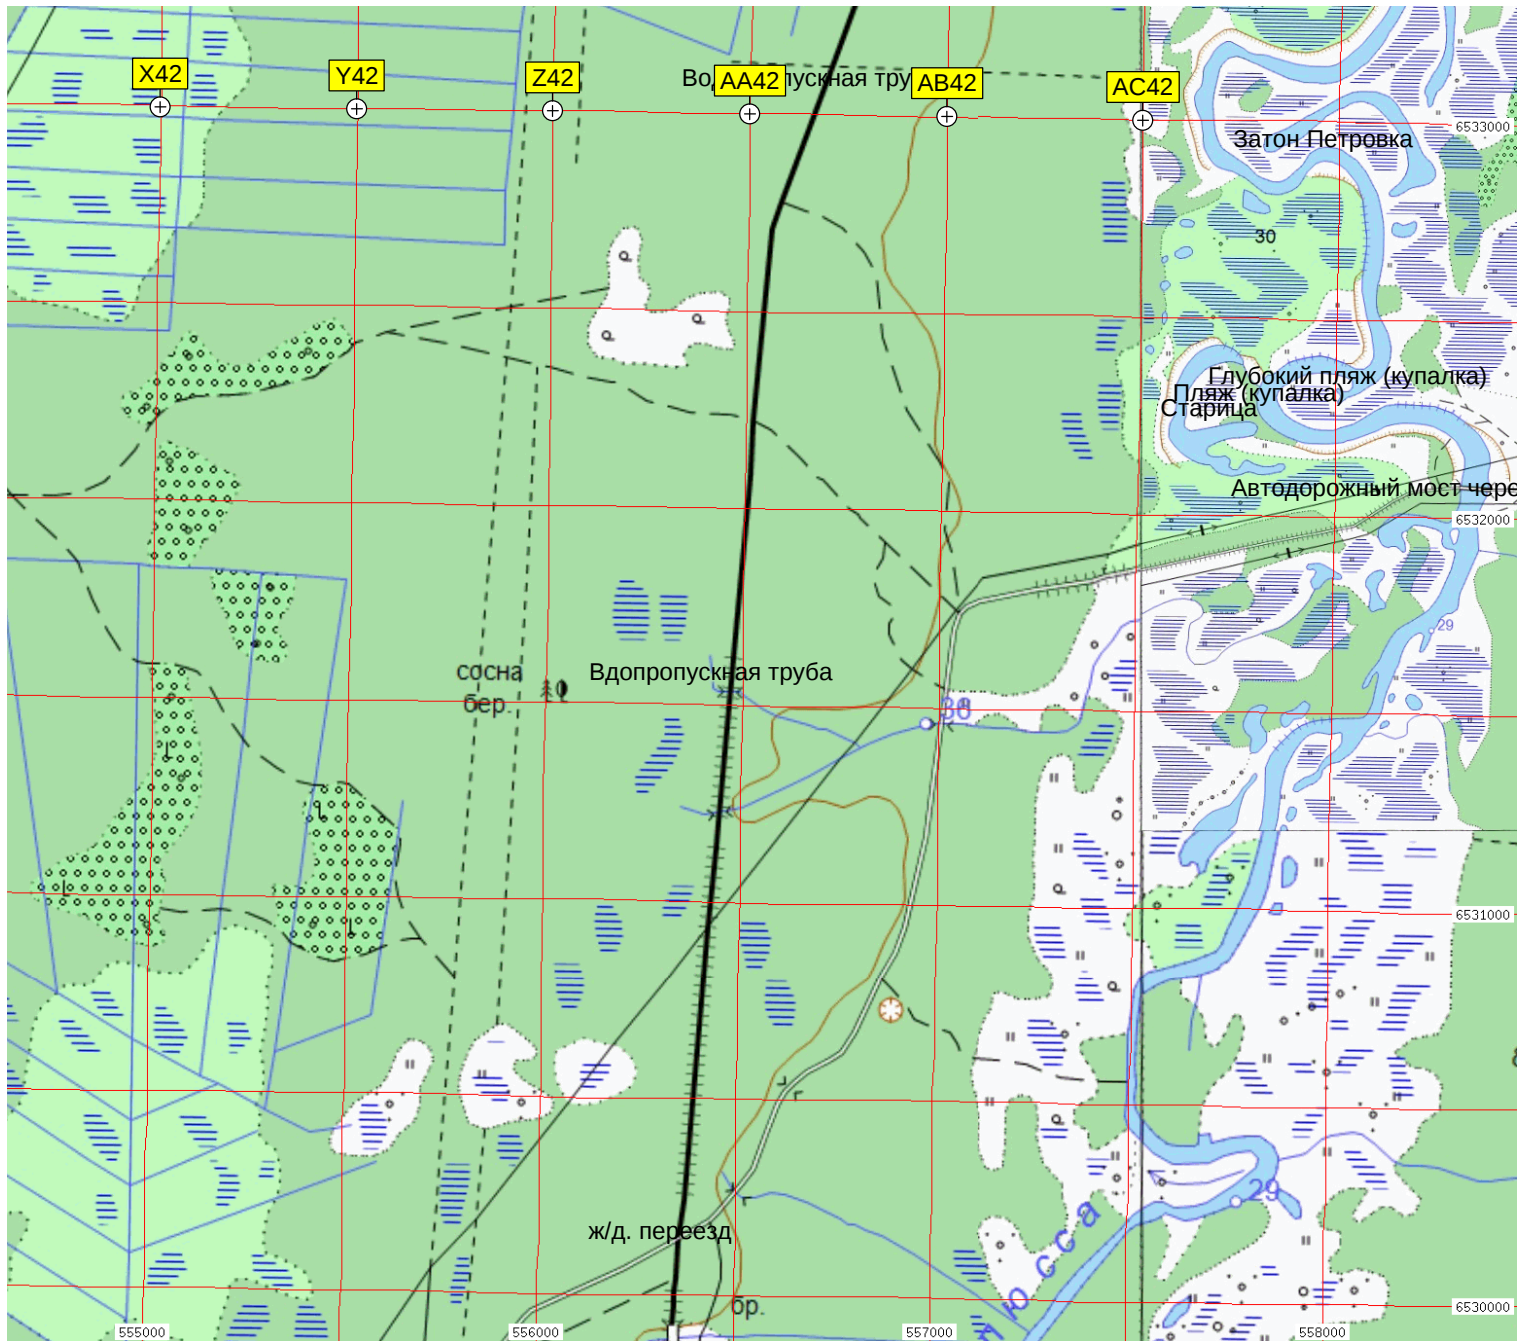 X42
Y42
Z42
AA42
AB42
AC42
6533000
Затон Петровка
30
Глубокий пляж (купалка)
Пляж (купалка)
Старица
Автодорожный мост чере
6532000
29
сосна
бер.
Вдопропускная труба
6531000
29
ж/д. переезд
бр.
6530000
555000
556000
557000
558000